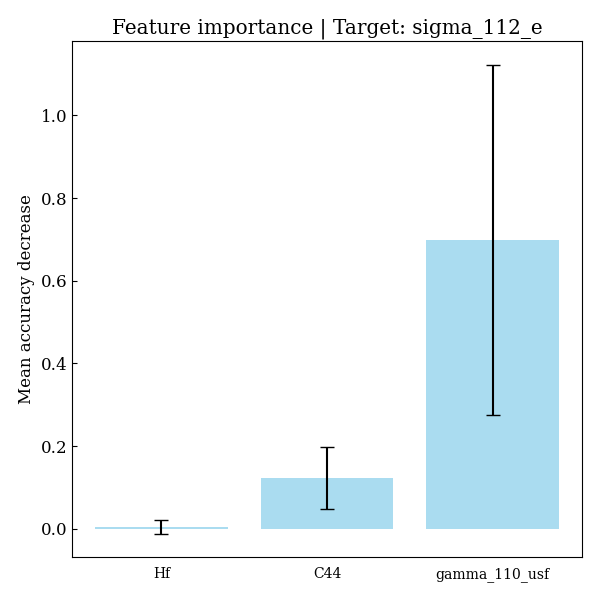 Feature importance | Target: sigma_112_e
Mean accuracy decrease
1.0
0.8
0.6
0.4
0.2
0.0
Hf
C44
gamma_110_usf